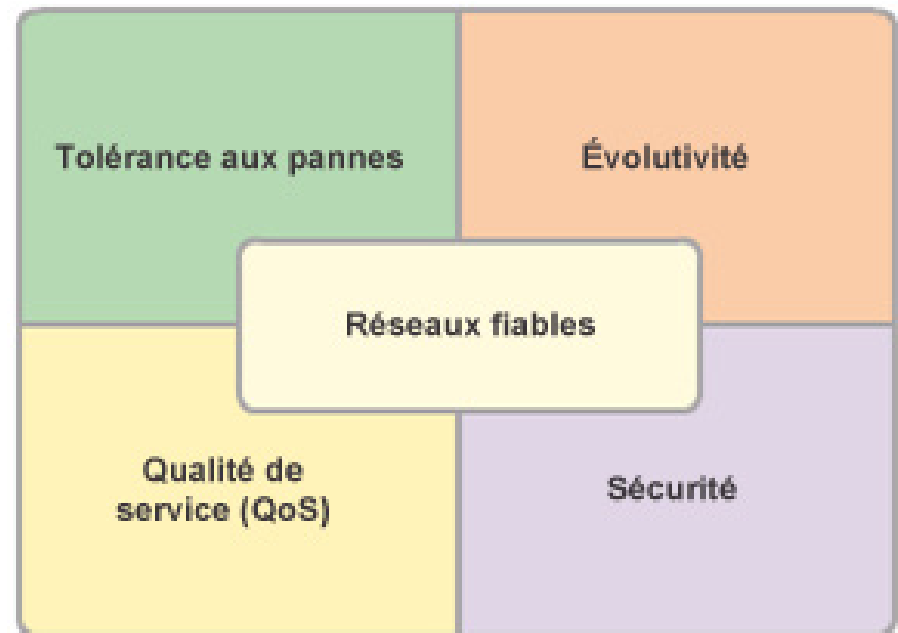 Tolérance aux pannes
Évolutivité
Réseaux fiables
Qualité de
service (QoS)
Sécurité